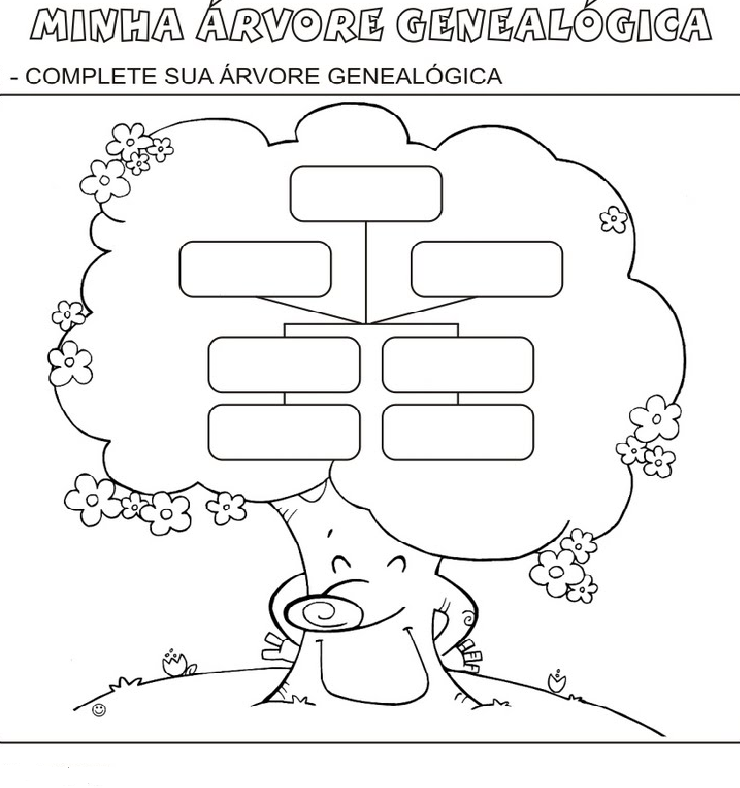 MINHA ÁRVORE GENEALÓGICA
- COMPLETE SUA ÁRVORE GENEALÓGICA